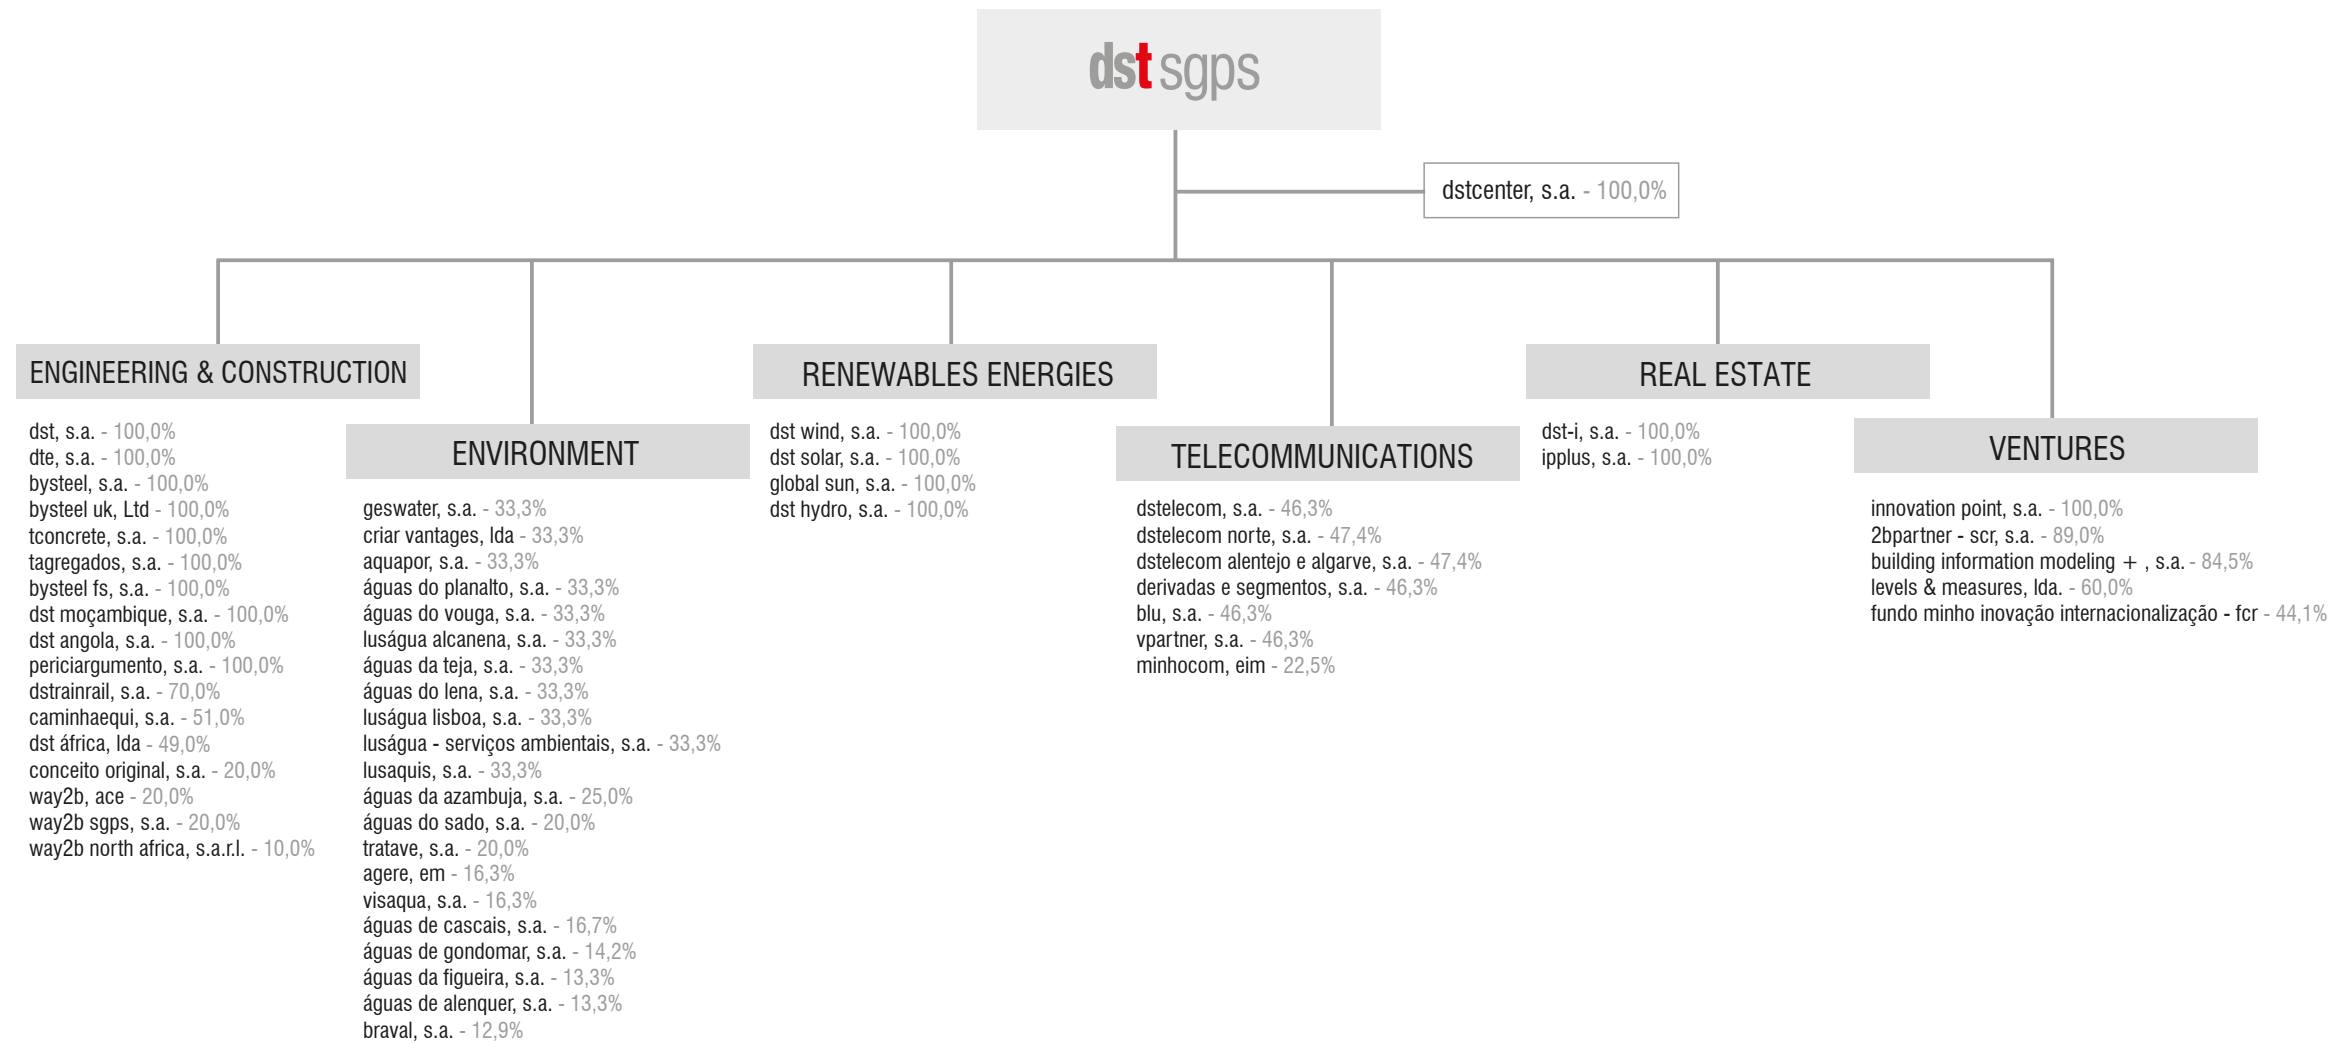 dst sgps
dstcenter, s.a. - 100,0%
ENGINEERING & CONSTRUCTION
dst, s.a. - 100,0%
dte, s.a. - 100,0%
bysteel, s.a. - 100,0%
bysteel uk, Ltd - 100,0%
tconcrete, s.a. - 100,0%
tagregados, s.a. - 100,0%
bysteel fs, s.a. - 100,0%
dst moçambique, s.a. - 100,0%
dst angola, s.a. - 100,0%
periciargumento, s.a. - 100,0%
dstrainrail, s.a. - 70,0%
caminhaequi, s.a. - 51,0%
dst áfrica, lda - 49,0%
conceito original, s.a. - 20,0%
way2b, ace - 20,0%
way2b sgps, s.a. - 20,0%
way2b north africa, s.a.r.l. - 10,0%
ENVIRONMENT
geswater, s.a. - 33,3%
criar vantages, lda - 33,3%
aquapor, s.a. - 33,3%
águas do planalto, s.a. - 33,3%
águas do vouga, s.a. - 33,3%
luságua alcanena, s.a. - 33,3%
águas da teja, s.a. - 33,3%
águas do lena, s.a. - 33,3%
luságua lisboa, s.a. - 33,3%
luságua - serviços ambientais, s.a. - 33,3%
lusaquis, s.a. - 33,3%
águas da azambuja, s.a. - 25,0%
águas do sado, s.a. - 20,0%
tratave, s.a. - 20,0%
agere, em - 16,3%
visaqua, s.a. - 16,3%
águas de cascais, s.a. - 16,7%
águas de gondomar, s.a. - 14,2%
águas da figueira, s.a. - 13,3%
águas de alenquer, s.a. - 13,3%
braval, s.a. - 12,9%
RENEWABLES ENERGIES
dst wind, s.a. - 100,0%
dst solar, s.a. - 100,0%
global sun, s.a. - 100,0%
dst hydro, s.a. - 100,0%
TELECOMMUNICATIONS
dstelecom, s.a. - 46,3%
dstelecom norte, s.a. - 47,4%
dstelecom alentejo e algarve, s.a. - 47,4%
derivadas e segmentos, s.a. - 46,3%
blu, s.a. - 46,3%
vpartner, s.a. - 46,3%
minhocom, eim - 22,5%
REAL ESTATE
dst-i, s.a. - 100,0%
ipplus, s.a. - 100,0%
VENTURES
innovation point, s.a. - 100,0%
2bpartner - scr, s.a. - 89,0%
building information modeling + , s.a. - 84,5%
levels & measures, lda. - 60,0%
fundo minho inovação internacionalização - fcr - 44,1%